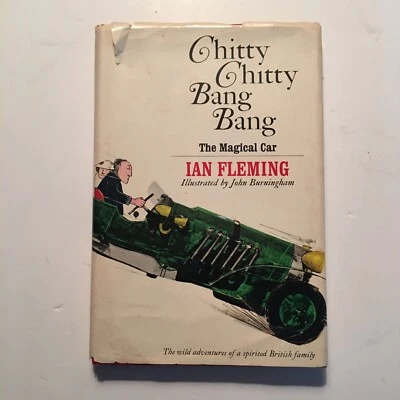 Chitty
Chitty
Bang
Bang
The Magical Car
IAN FLEMING
Illustrated by John Burningham
The wild adventures of a spirited British family